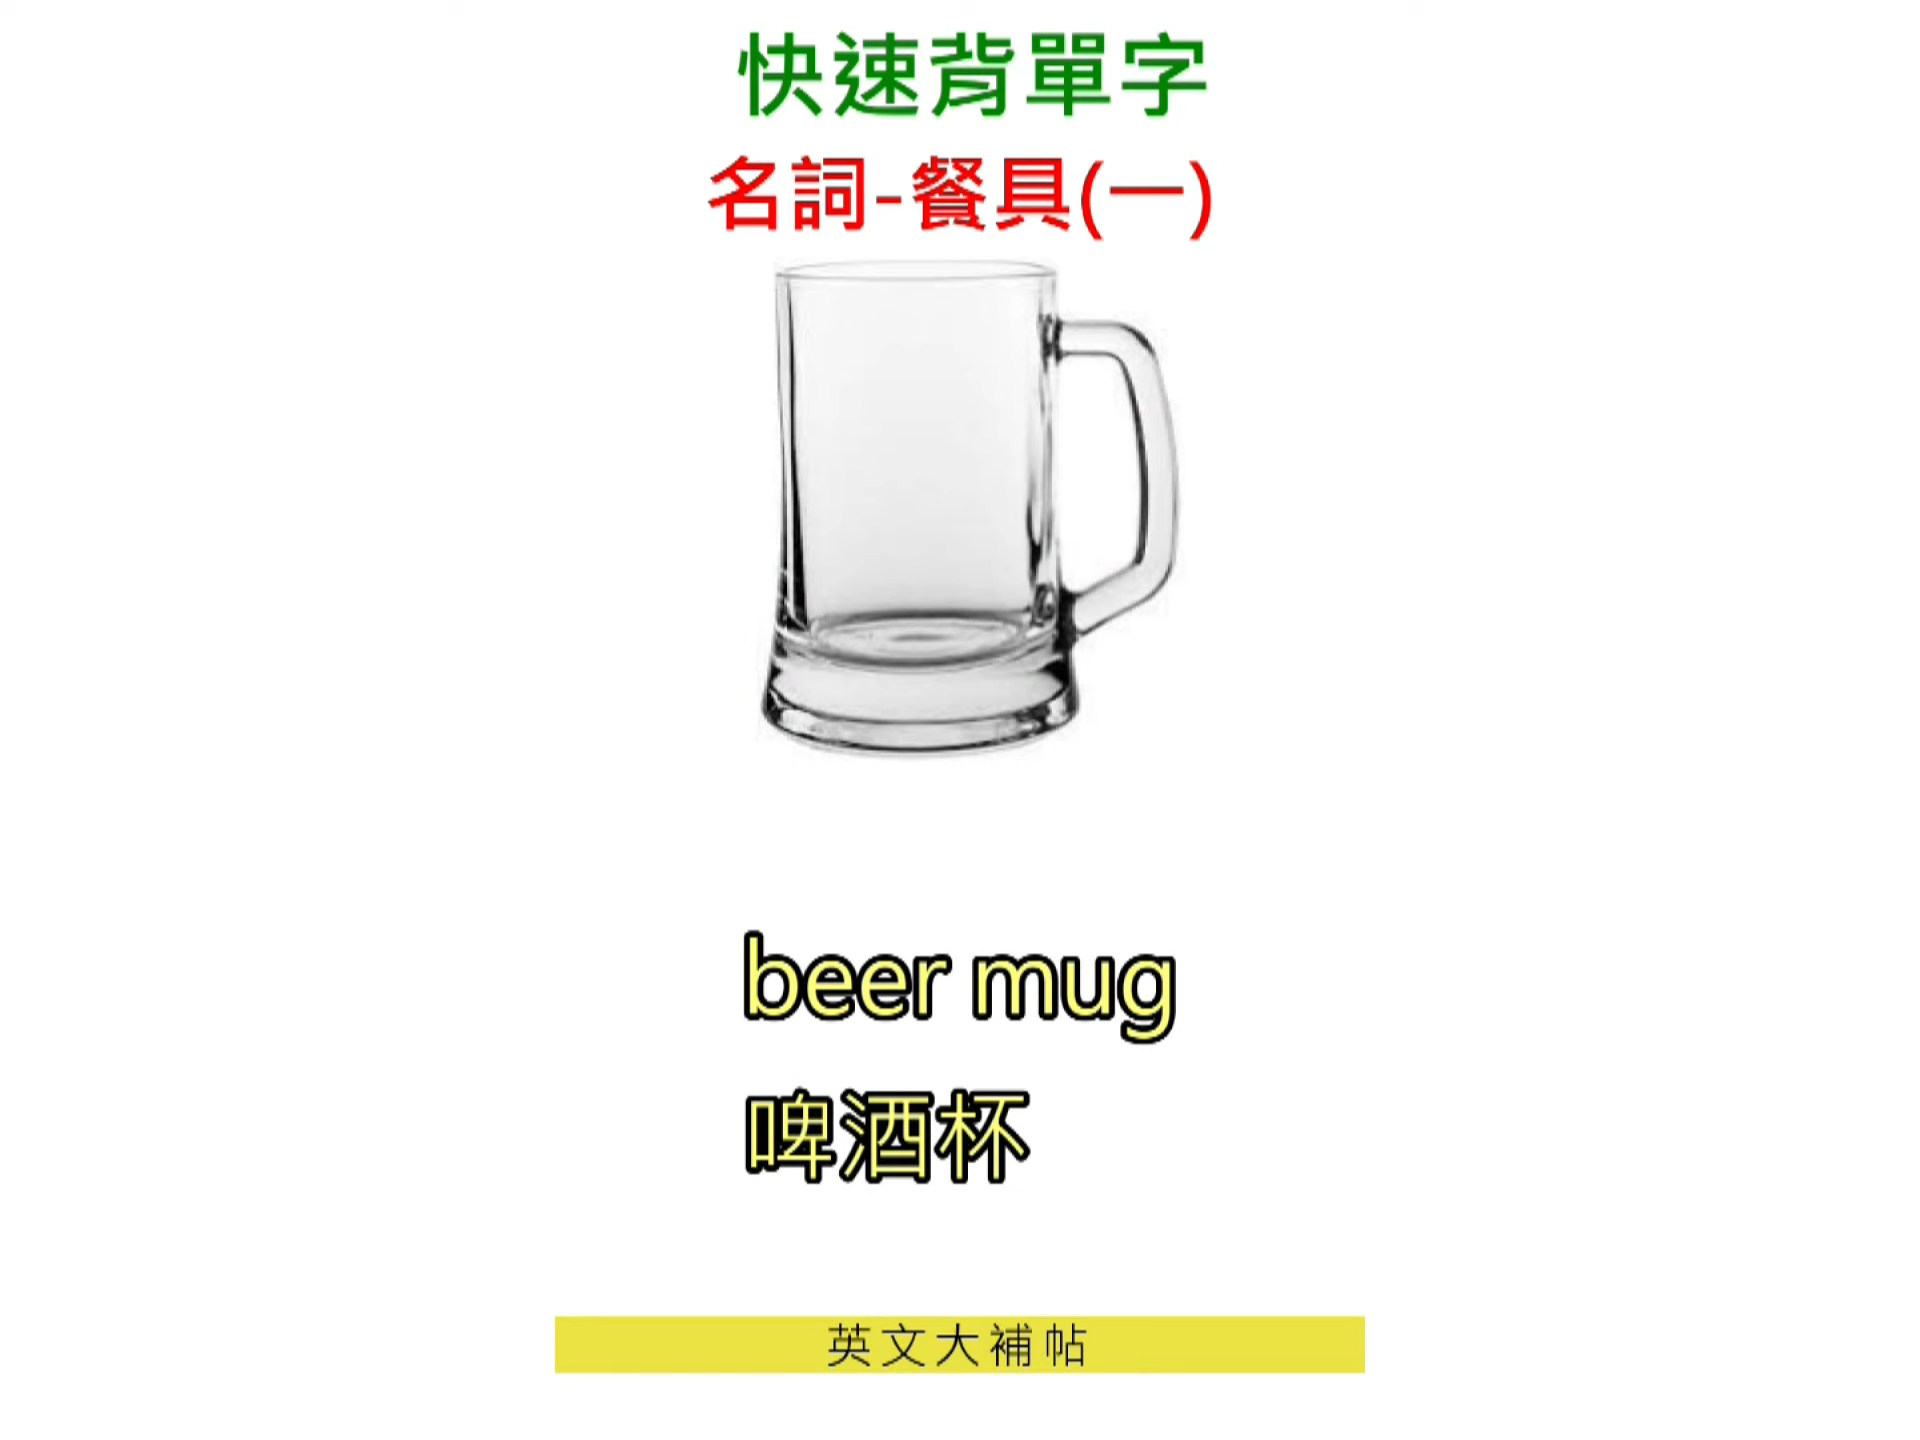 快速背單字
名詞-餐具(一)
beer mug
啤酒杯
英文大補帖